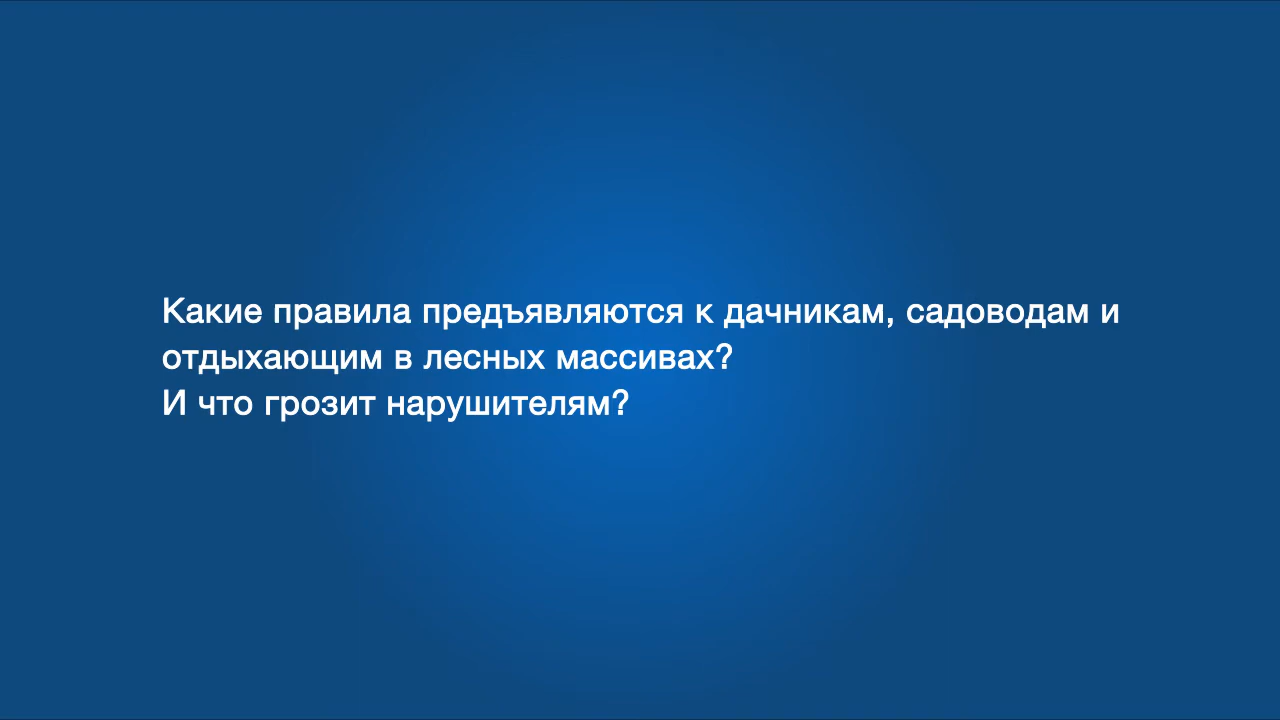 Какие правила предъявляются к дачникам, садоводам и
отдыхающим в лесных массивах?
И что грозит нарушителям?